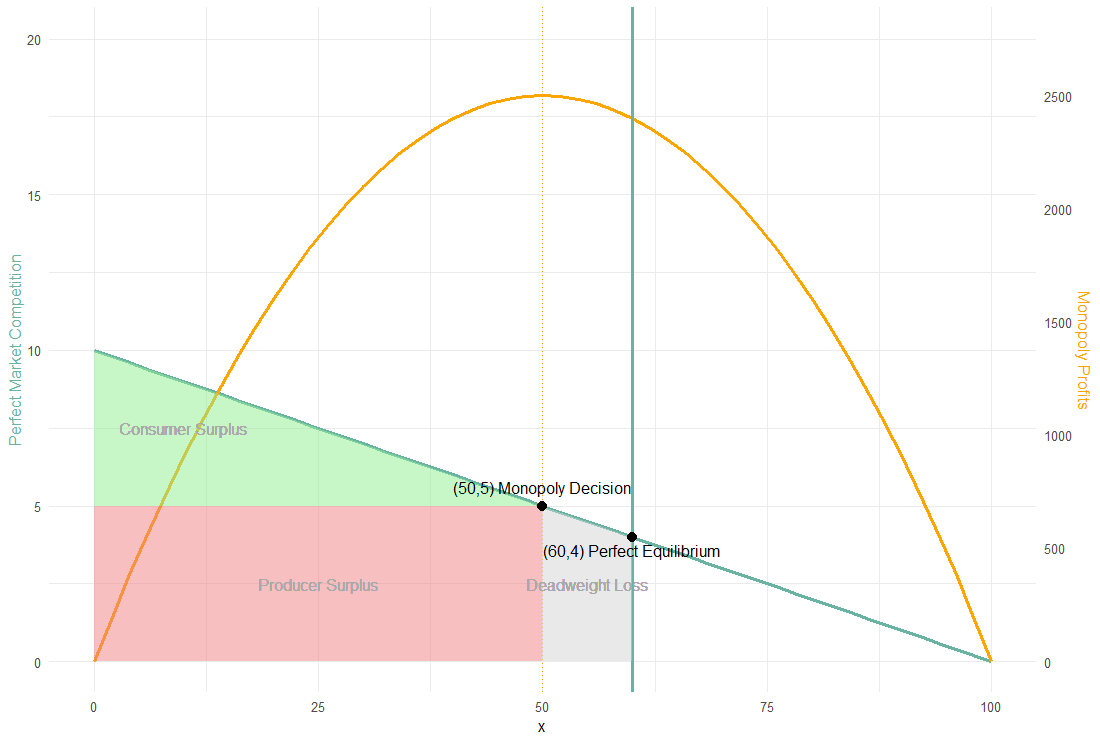 20
15
10
5
0
Perfect Market Competition
2500
2000
1500
1000
500
0
Monopoly Profits
Consumer Surplus
(50,5) Monopoly Decision
(60,4) Perfect Equilibrium
Producer Surplus
Deadweight Loss
0
25
50
75
100
x